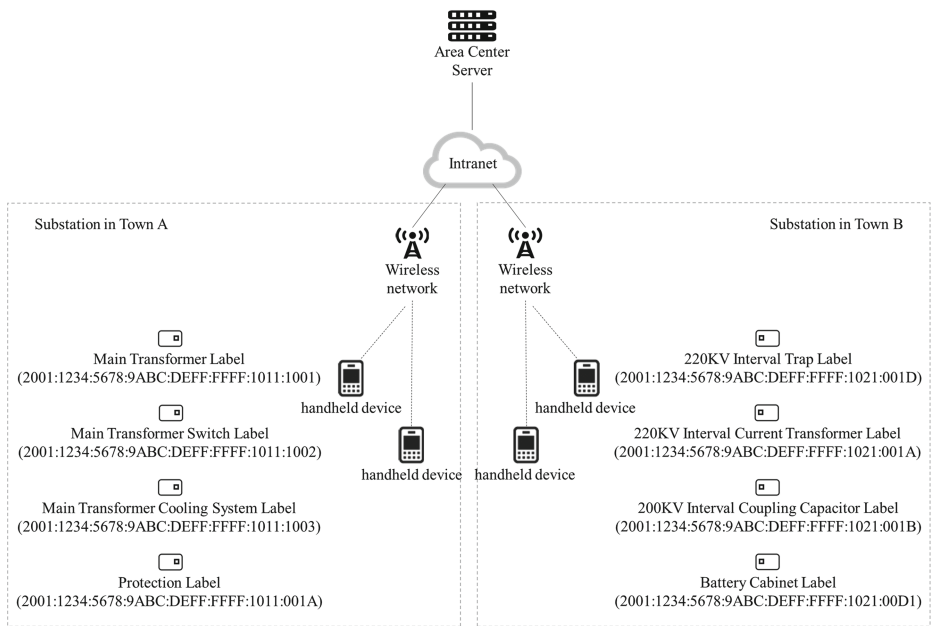 Area Center
Server
Intranet
Substation in Town A
Wireless
network
Main Transformer Label
(2001:1234:5678:9ABC:DEFF:FFFF:1011:1001)
handheld device
Main Transformer Switch Label
(2001:1234:5678:9ABC:DEFF:FFFF:1011:1002)
handheld device
Main Transformer Cooling System Label
(2001:1234:5678:9ABC:DEFF:FFFF:1011:1003)
Protection Label
(2001:1234:5678:9ABC:DEFF:FFFF:1011:001A)
Substation in Town B
Wireless
network
220KV Interval Trap Label
(2001:1234:5678:9ABC:DEFF:FFFF:1021:001D)
handheld device
220KV Interval Current Transformer Label
(2001:1234:5678:9ABC:DEFF:FFFF:1021:001A)
handheld device
200KV Interval Coupling Capacitor Label
(2001:1234:5678:9ABC:DEFF:FFFF:1021:001B)
Battery Cabinet Label
(2001:1234:5678:9ABC:DEFF:FFFF:1021:00D1)